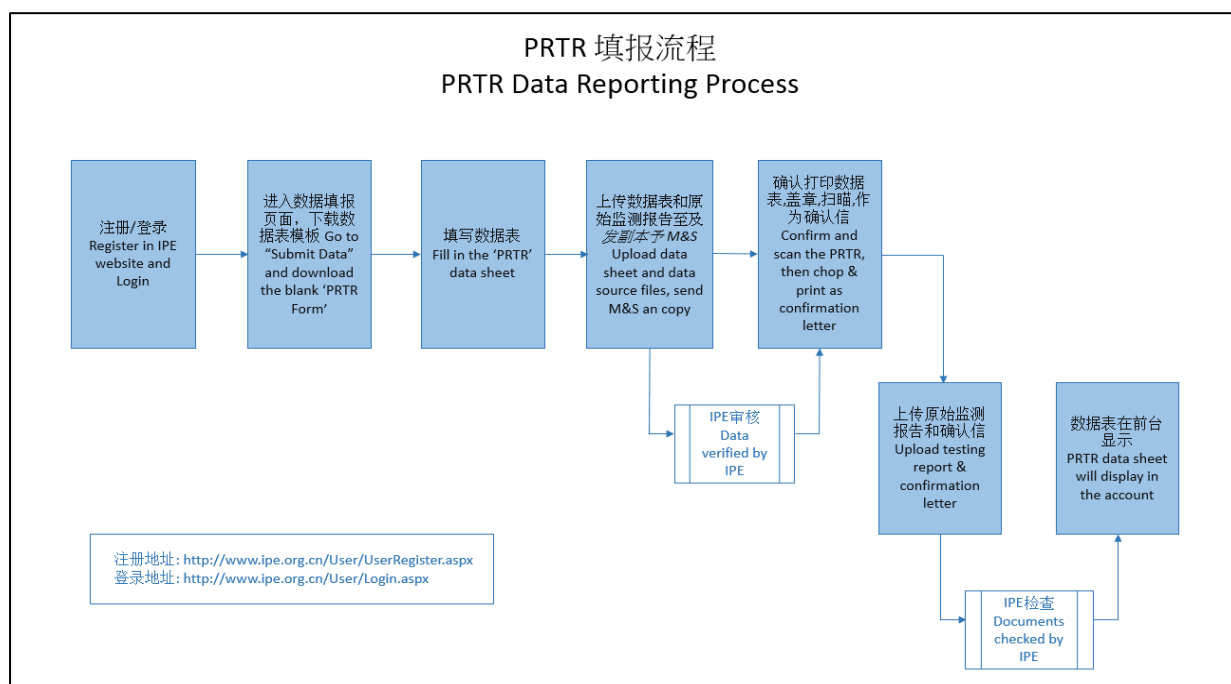 PRTR 填报流程
PRTR Data Reporting Process
注册/登录
Register in IPE
website and
Login
进入数据填报
页面，下载数
据表模板 Go to
“Submit Data”
and download
the blank ‘PRTR
Form’
填写数据表
Fill in the ‘PRTR’
data sheet
上传数据表和原
始监测报告至及
发副本予 M&S
Upload data
sheet and data
source files, send
M&S an copy
确认打印数据
表,盖章,扫瞄,作
为确认信
Confirm and
scan the PRTR,
then chop &
print as
confirmation
letter
IPE审核
Data
verified by
IPE
上传原始监测
报告和确认信
Upload testing
report &
confirmation
letter
数据表在前台
显示
PRTR data sheet
will display in
the account
IPE检查
Documents
checked by
IPE
注册地址: http://www.ipe.org.cn/User/UserRegister.aspx
登录地址: http://www.ipe.org.cn/User/Login.aspx